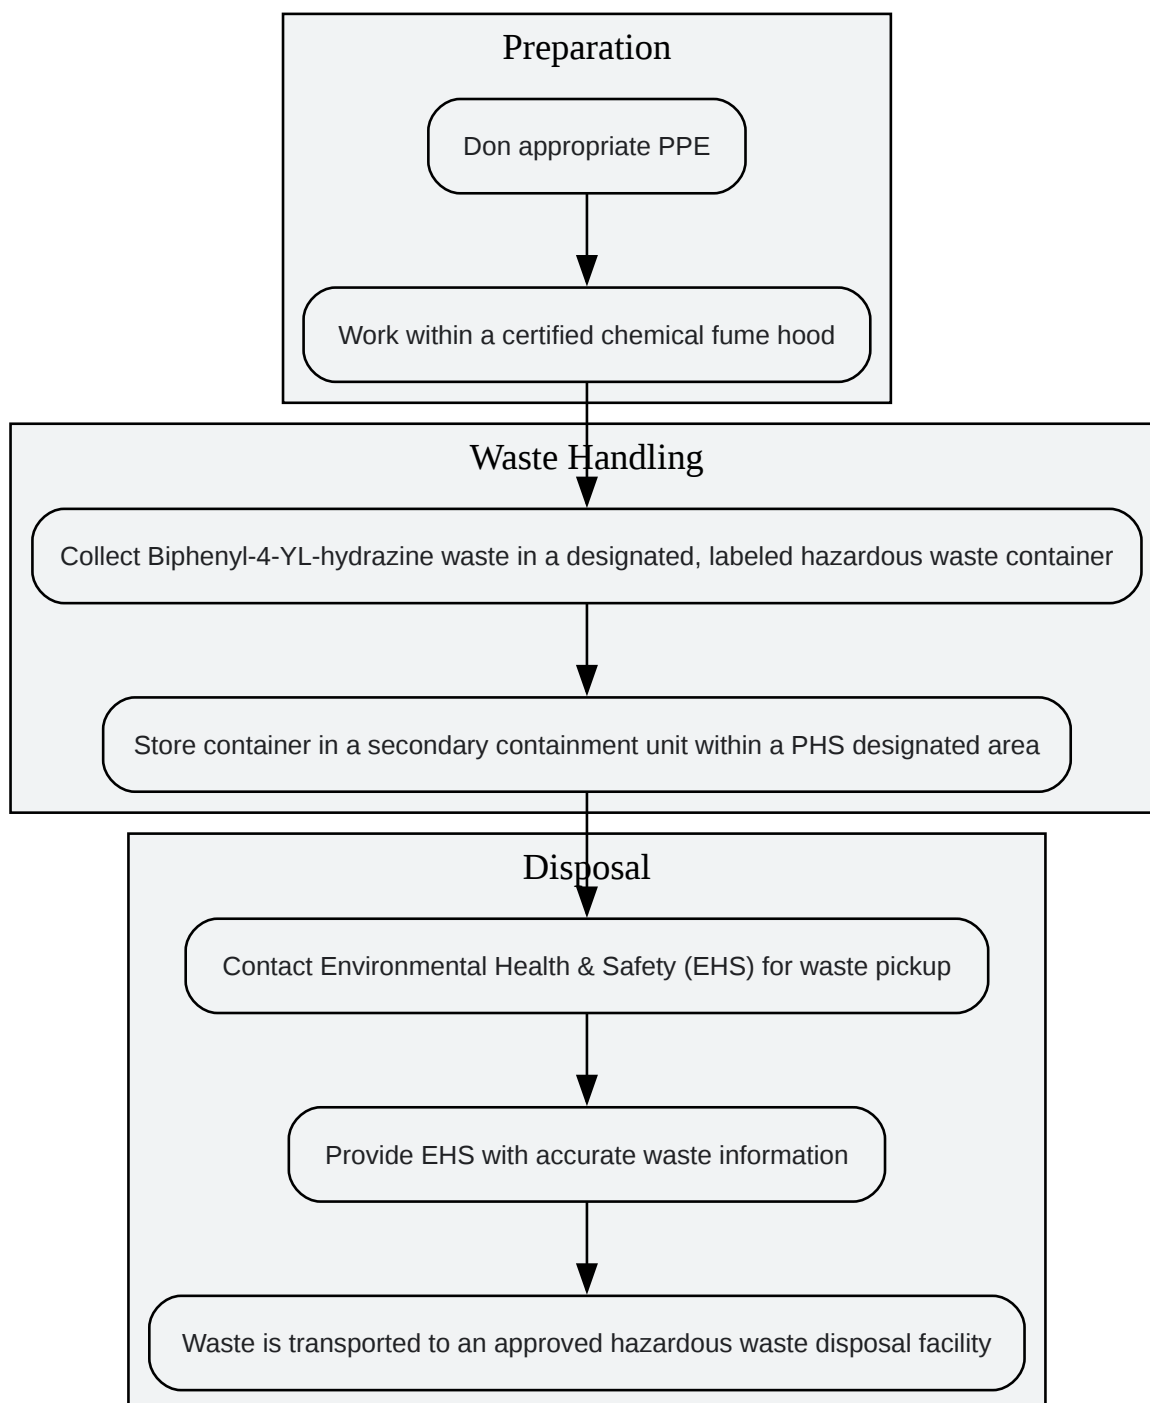 Preparation
Don appropriate PPE
Work within a certified chemical fume hood
Waste Handling
Collect Biphenyl-4-YL-hydrazine waste in a designated, labeled hazardous waste container
Store container in a secondary containment unit within a PHS designated area
Disposal
Contact Environmental Health & Safety (EHS) for waste pickup
Provide EHS with accurate waste information
Waste is transported to an approved hazardous waste disposal facility